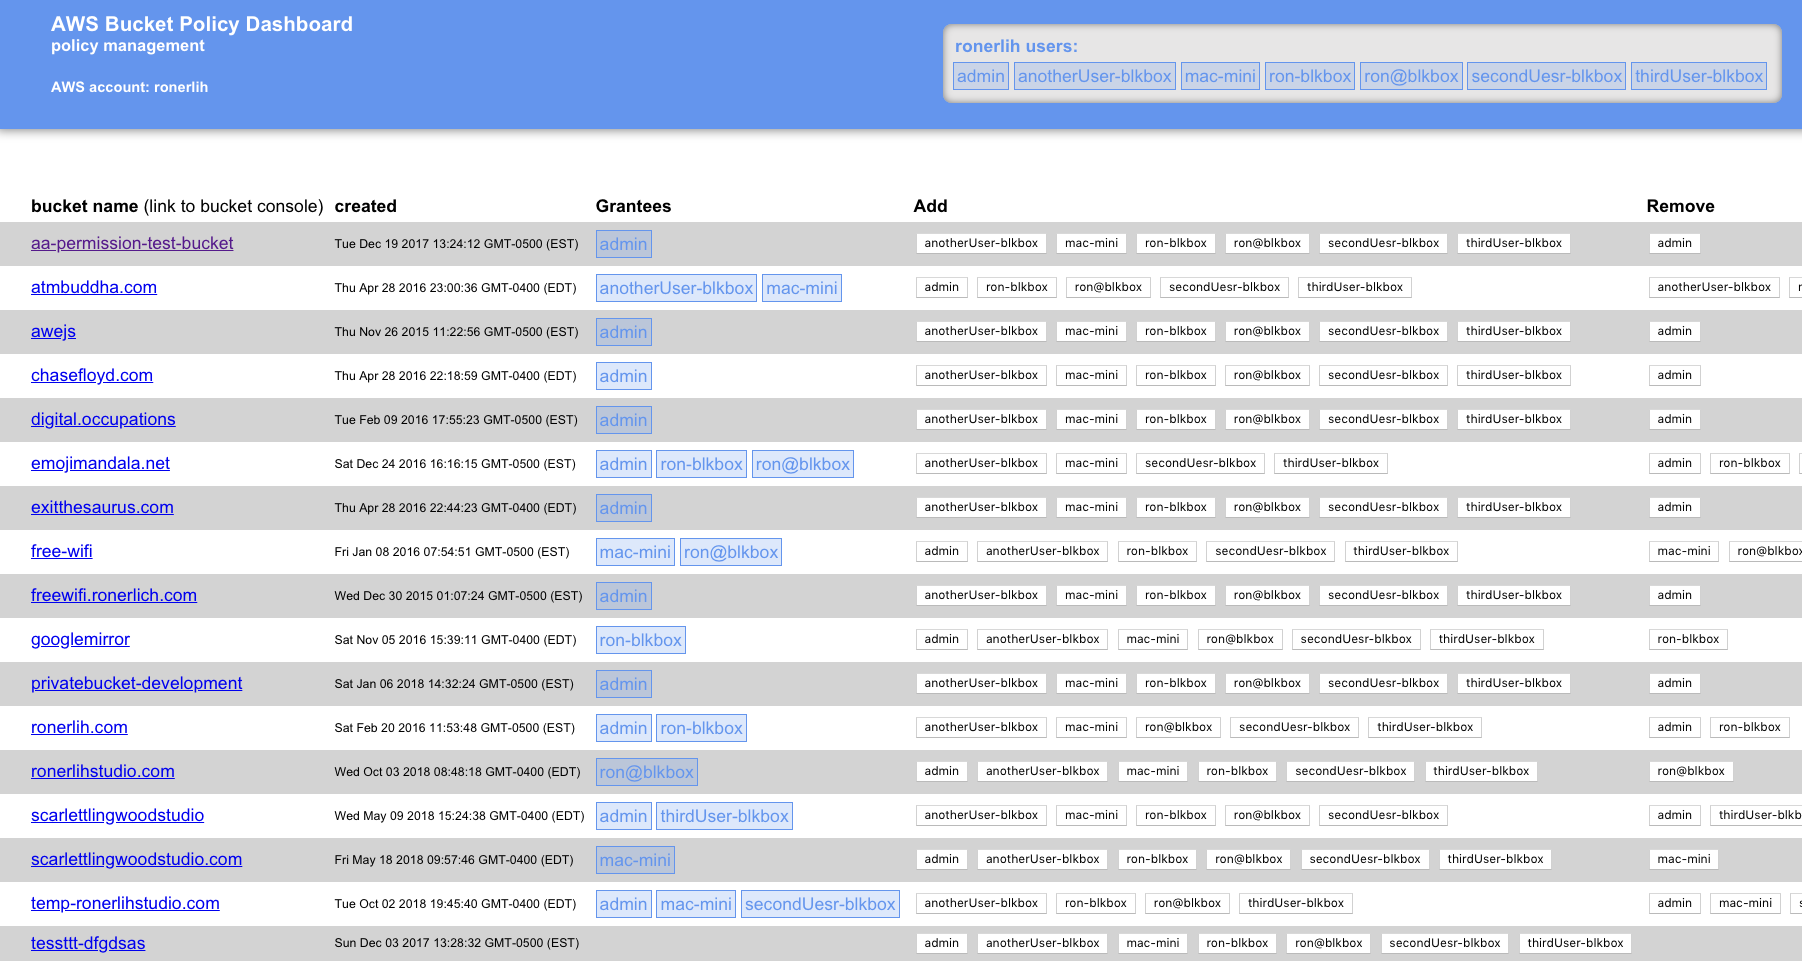 AWS Bucket Policy Dashboard
policy management
AWS account: ronerlih
ronerlih users:
admin anotherUser-blkbox mac-mini ron-blkbox ron@blkbox secondUesr-blkbox thirdUser-blkbox
bucket name (link to bucket console) created Grantees Add Remove
aa-permission-test-bucket Tue Dec 19 2017 13:24:12 GMT-0500 (EST) admin anotherUser-blkbox mac-mini ron-blkbox ron@blkbox secondUesr-blkbox thirdUser-blkbox admin
atmbuddha.com Thu Apr 28 2016 23:00:36 GMT-0400 (EDT) anotherUser-blkbox mac-mini admin ron-blkbox ron@blkbox secondUesr-blkbox thirdUser-blkbox anotherUser-blkbox
awejs Thu Nov 26 2015 11:22:56 GMT-0500 (EST) admin anotherUser-blkbox mac-mini ron-blkbox ron@blkbox secondUesr-blkbox thirdUser-blkbox admin
chasefloyd.com Thu Apr 28 2016 22:18:59 GMT-0400 (EDT) admin anotherUser-blkbox mac-mini ron-blkbox ron@blkbox secondUesr-blkbox thirdUser-blkbox admin
digital.occupations Tue Feb 09 2016 17:55:23 GMT-0500 (EST) admin anotherUser-blkbox mac-mini ron-blkbox ron@blkbox secondUesr-blkbox thirdUser-blkbox admin
emojimandala.net Sat Dec 24 2016 16:16:15 GMT-0500 (EST) admin ron-blkbox ron@blkbox anotherUser-blkbox mac-mini secondUesr-blkbox thirdUser-blkbox admin ron-blkbox
exitthesaurus.com Thu Apr 28 2016 22:44:23 GMT-0400 (EDT) admin anotherUser-blkbox mac-mini ron-blkbox ron@blkbox secondUesr-blkbox thirdUser-blkbox admin
free-wifi Fri Jan 08 2016 07:54:51 GMT-0500 (EST) mac-mini ron@blkbox admin anotherUser-blkbox ron-blkbox secondUesr-blkbox thirdUser-blkbox mac-mini ron@blkbox
freewifi.ronerlich.com Wed Dec 30 2015 01:07:24 GMT-0500 (EST) admin anotherUser-blkbox mac-mini ron-blkbox ron@blkbox secondUesr-blkbox thirdUser-blkbox admin
googlemirror Sat Nov 05 2016 15:39:11 GMT-0400 (EDT) ron-blkbox admin anotherUser-blkbox mac-mini ron@blkbox secondUesr-blkbox thirdUser-blkbox ron-blkbox
privatebucket-development Sat Jan 06 2018 14:32:24 GMT-0500 (EST) admin anotherUser-blkbox mac-mini ron-blkbox ron@blkbox secondUesr-blkbox thirdUser-blkbox admin
ronerlih.com Sat Feb 20 2016 11:53:48 GMT-0500 (EST) admin ron-blkbox anotherUser-blkbox mac-mini ron@blkbox secondUesr-blkbox thirdUser-blkbox admin ron-blkbox
ronerlihstudio.com Wed Oct 03 2018 08:48:18 GMT-0400 (EDT) ron@blkbox admin anotherUser-blkbox mac-mini ron-blkbox secondUesr-blkbox thirdUser-blkbox ron@blkbox
scarlettlingwoodstudio Wed May 09 2018 15:24:38 GMT-0400 (EDT) admin thirdUser-blkbox anotherUser-blkbox mac-mini ron-blkbox ron@blkbox secondUesr-blkbox admin thirdUser-blkb
scarlettlingwoodstudio.com Fri May 18 2018 09:57:46 GMT-0400 (EDT) mac-mini admin anotherUser-blkbox ron-blkbox ron@blkbox secondUesr-blkbox thirdUser-blkbox mac-mini
temp-ronerlihstudio.com Tue Oct 02 2018 19:45:40 GMT-0400 (EDT) admin mac-mini secondUesr-blkbox anotherUser-blkbox ron-blkbox ron@blkbox thirdUser-blkbox admin mac-mini
tessttt-dfgdsas Sun Dec 03 2017 13:28:32 GMT-0500 (EST) admin anotherUser-blkbox mac-mini ron-blkbox ron@blkbox secondUesr-blkbox thirdUser-blkbox